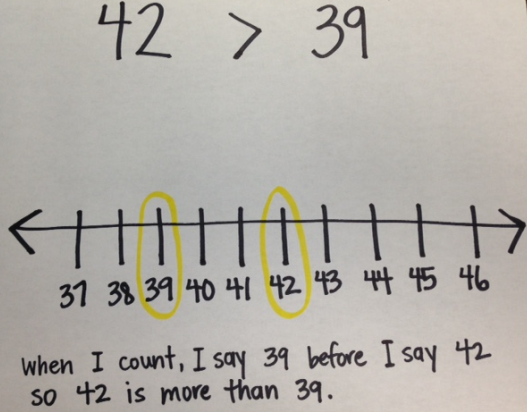 42 > 39
37 38 39 40 41 42 43 44 45 46
when I count, I say 39 before I say 42
so 42 is more than 39.